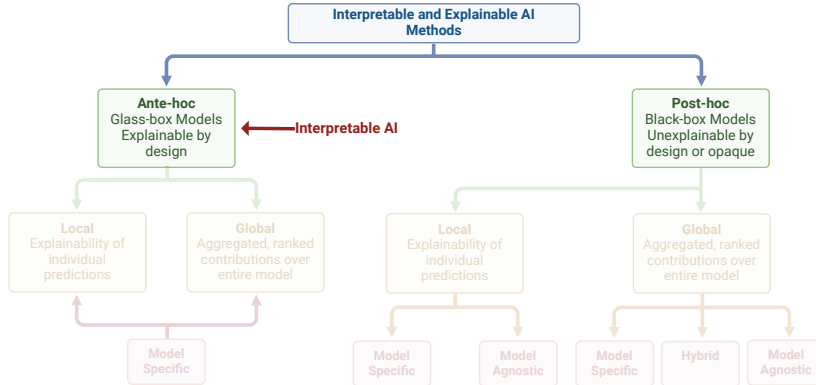 Interpretable and Explainable AI
Methods
Ante-hoc
Glass-box Models
Explainable by
design
Interpretable AI
Post-hoc
Black-box Models
Unexplainable by
design or opaque
Local
Explainability of
individual
predictions
Global
Aggregated, ranked
contributions over
entire model
Local
Explainability of
individual
predictions
Global
Aggregated, ranked
contributions over
entire model
Model
Specific
Model
Specific
Model
Agnostic
Model
Specific
Hybrid
Model
Agnostic